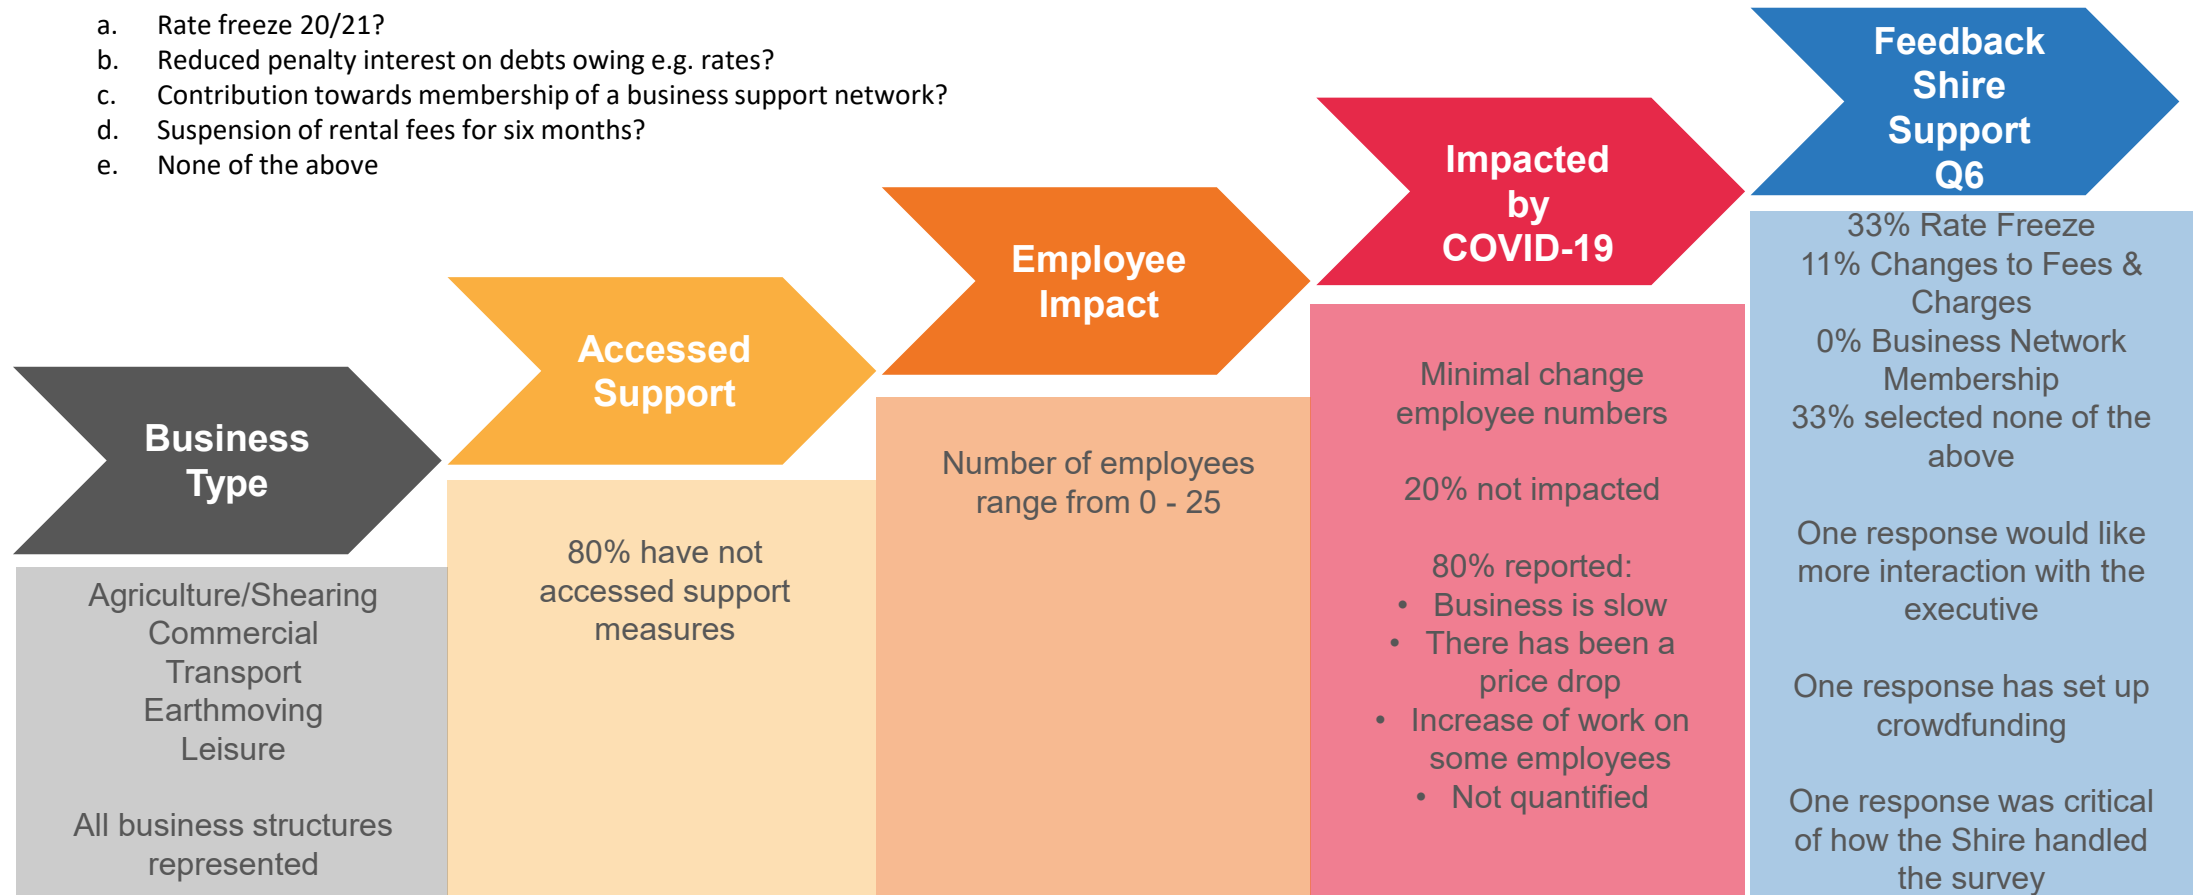 a. Rate freeze 20/21?
b. Reduced penalty interest on debts owing e.g. rates?
c. Contribution towards membership of a business support network?
d. Suspension of rental fees for six months?
e. None of the above
Business
Type
Agriculture/Shearing
Commercial
Transport
Earthmoving
Leisure
All business structures
represented
Accessed
Support
80% have not
accessed support
measures
Employee
Impact
Number of employees
range from 0 - 25
Impacted
by
COVID-19
Minimal change
employee numbers
20% not impacted
80% reported:
• Business is slow
• There has been a
price drop
• Increase of work on
some employees
• Not quantified
Feedback
Shire
Support
Q6
33% Rate Freeze
11% Changes to Fees &
Charges
0% Business Network
Membership
33% selected none of the
above
One response would like
more interaction with the
executive
One response has set up
crowdfunding
One response was critical
of how the Shire handled
the survey